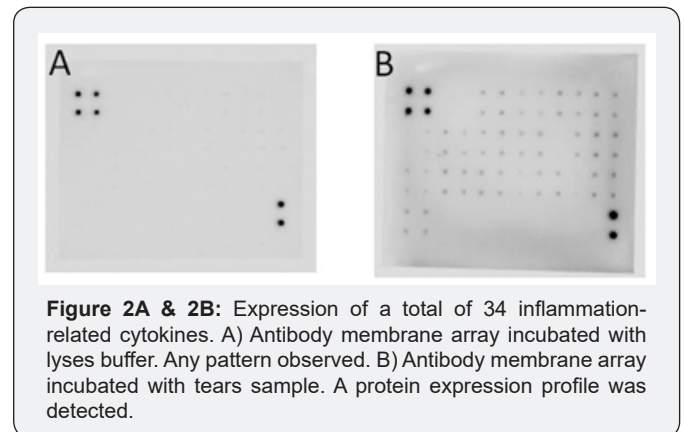 A
B
Figure 2A & 2B: Expression of a total of 34 inflammation-
related cytokines. A) Antibody membrane array incubated with
lyses buffer. Any pattern observed. B) Antibody membrane array
incubated with tears sample. A protein expression profile was
detected.